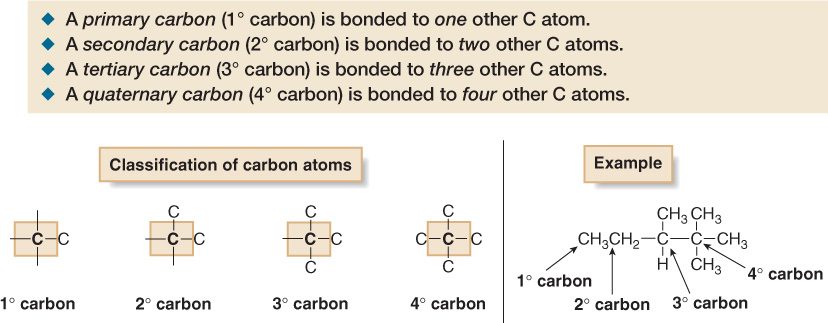 ◆ A primary carbon (1° carbon) is bonded to one other C atom.
◆ A secondary carbon (2° carbon) is bonded to two other C atoms.
◆ A tertiary carbon (3° carbon) is bonded to three other C atoms.
◆ A quaternary carbon (4° carbon) is bonded to four other C atoms.
Classification of carbon atoms
C–C
1° carbon
C
C–C
2° carbon
C
C–C
C
3° carbon
C
C–C–C
C
4° carbon
Example
CH₃ CH₃
CH₃CH₂–C–C–CH₃
H CH₃
1° carbon
2° carbon
3° carbon
4° carbon